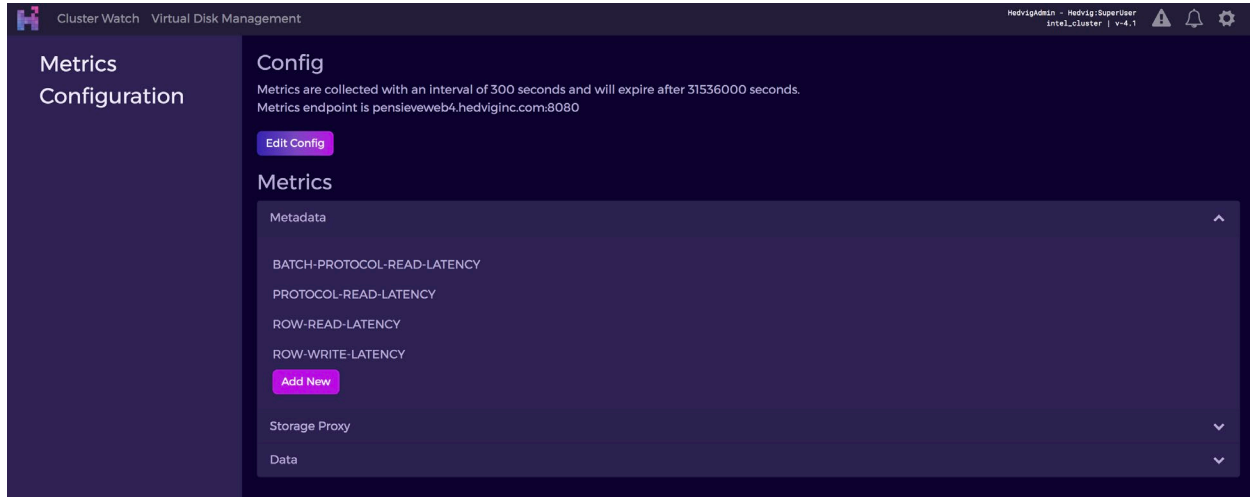 Cluster Watch Virtual Disk Management
HedvigAdmin - Hedvig:SuperUser
intel_cluster | v-4.1
Metrics
Configuration
Config
Metrics are collected with an interval of 300 seconds and will expire after 31536000 seconds.
Metrics endpoint is pensieveweb4.hedviginc.com:8080
Edit Config
Metrics
Metadata
BATCH-PROTOCOL-READ-LATENCY
PROTOCOL-READ-LATENCY
ROW-READ-LATENCY
ROW-WRITE-LATENCY
Add New
Storage Proxy
Data